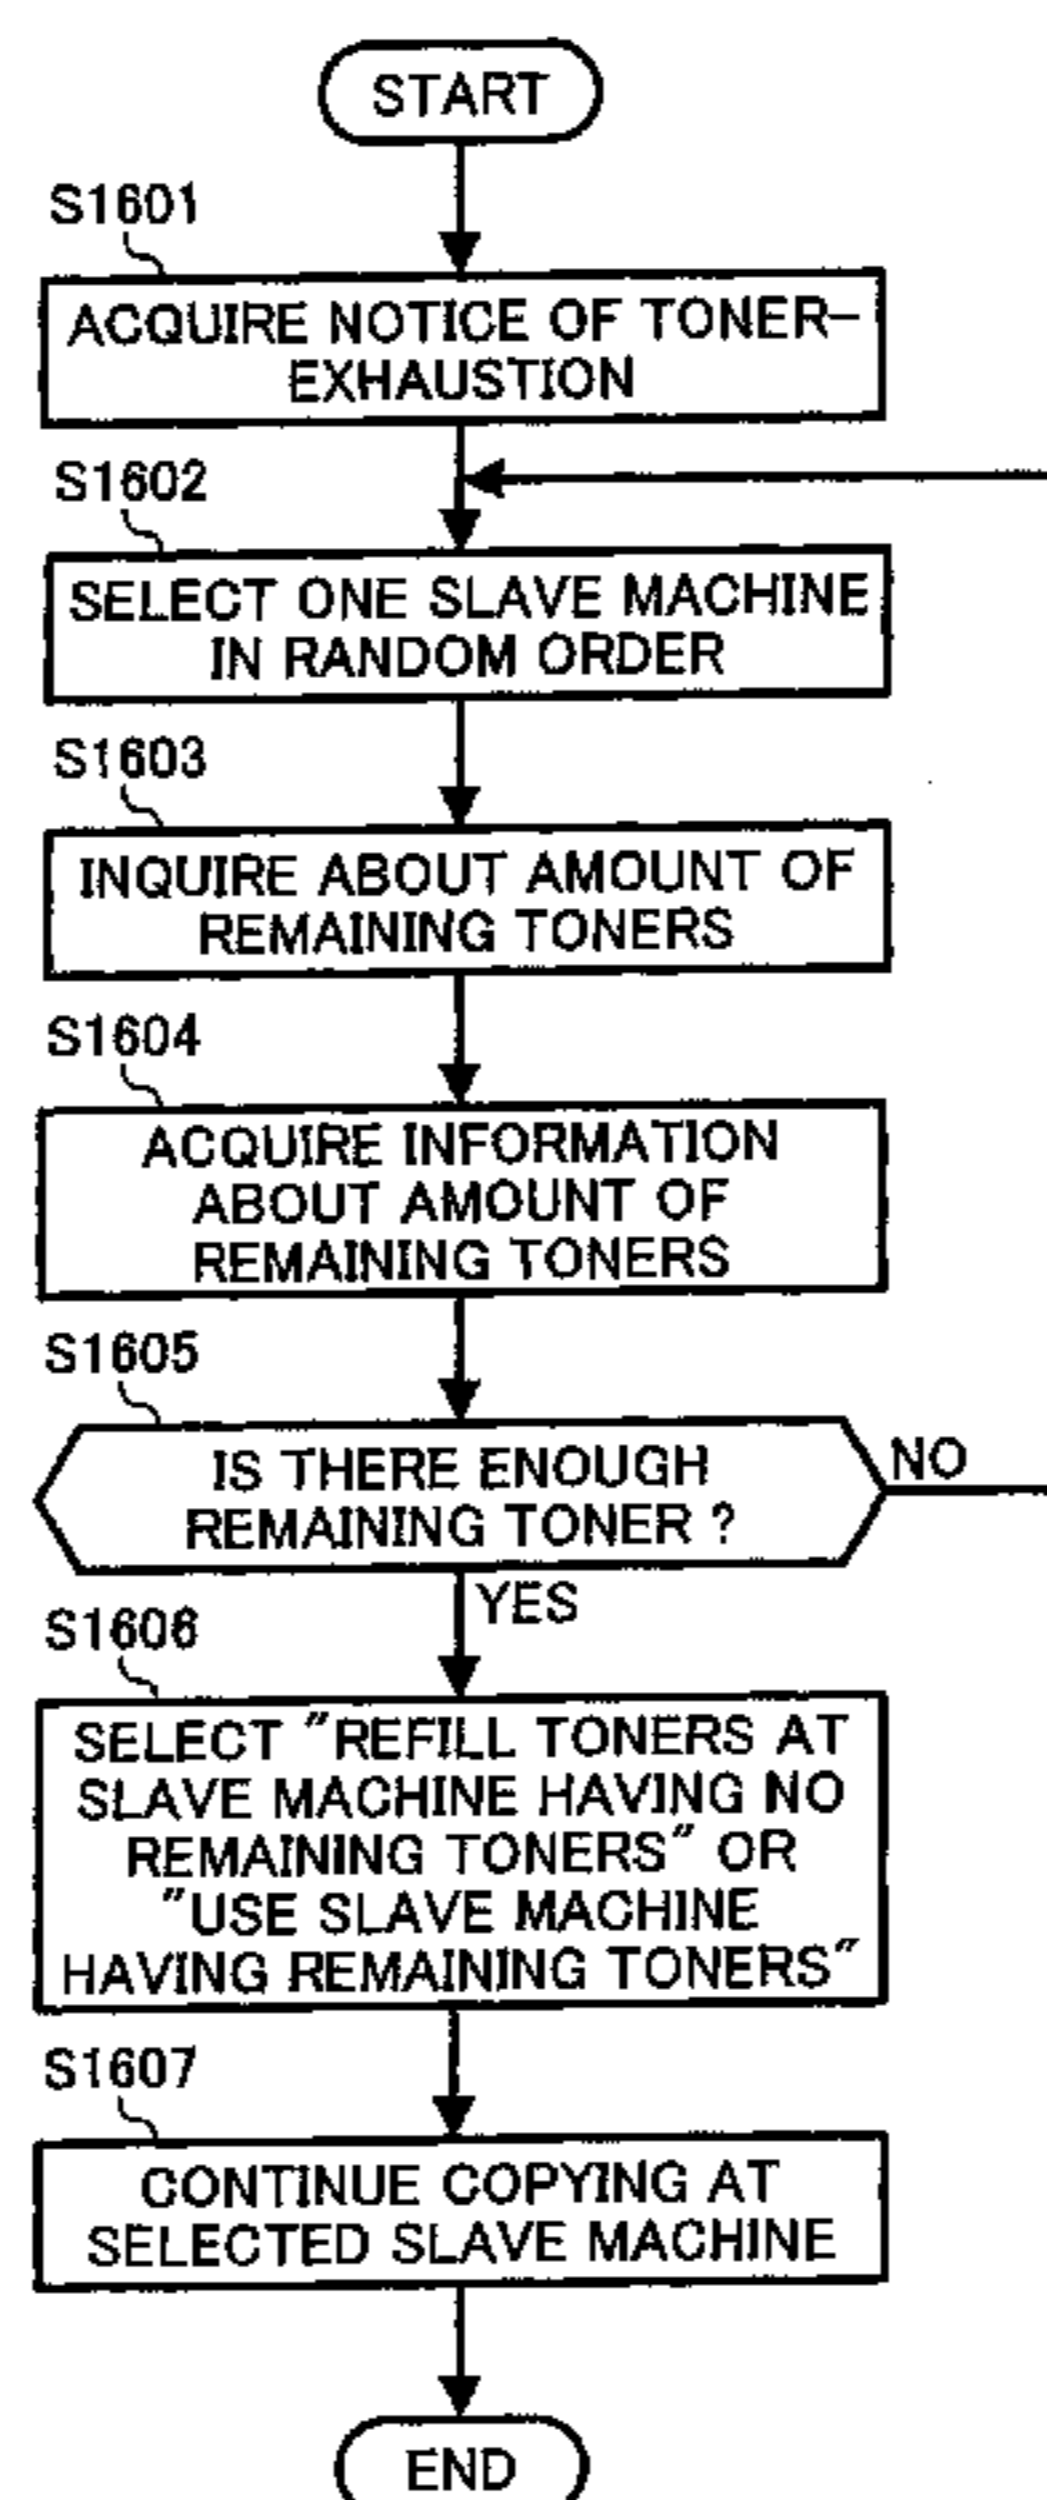 START
S1601
ACQUIRE NOTICE OF TONER-
EXHAUSTION
S1602
SELECT ONE SLAVE MACHINE
IN RANDOM ORDER
S1603
INQUIRE ABOUT AMOUNT OF
REMAINING TONERS
S1604
ACQUIRE INFORMATION
ABOUT AMOUNT OF
REMAINING TONERS
S1605
IS THERE ENOUGH
REMAINING TONER ?
NO
YES
S1606
SELECT "REFILL TONERS AT
SLAVE MACHINE HAVING NO
REMAINING TONERS" OR
"USE SLAVE MACHINE
HAVING REMAINING TONERS"
S1607
CONTINUE COPYING AT
SELECTED SLAVE MACHINE
END